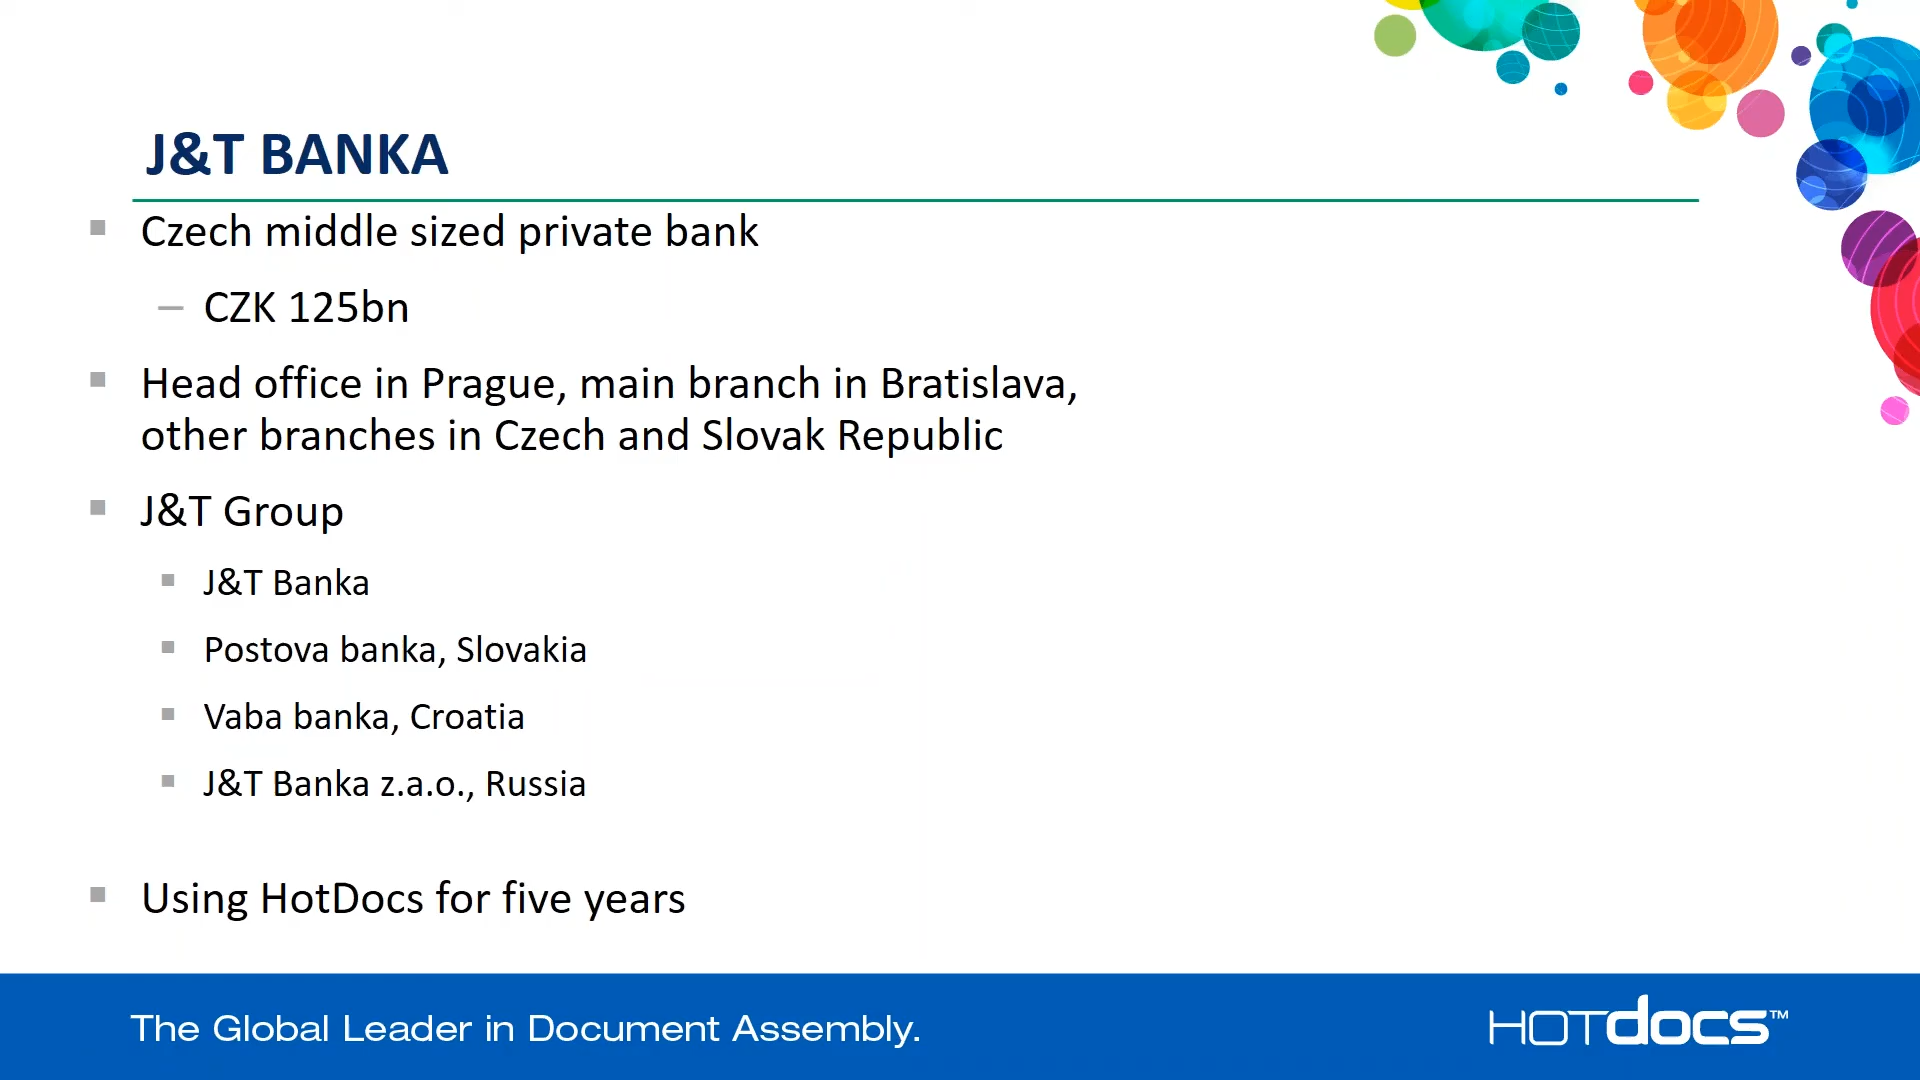 J&T BANKA
Czech middle sized private bank
– CZK 125bn
Head office in Prague, main branch in Bratislava,
other branches in Czech and Slovak Republic
J&T Group
J&T Banka
Postova banka, Slovakia
Vaba banka, Croatia
J&T Banka z.a.o., Russia
Using HotDocs for five years
The Global Leader in Document Assembly.
HOTdocs™